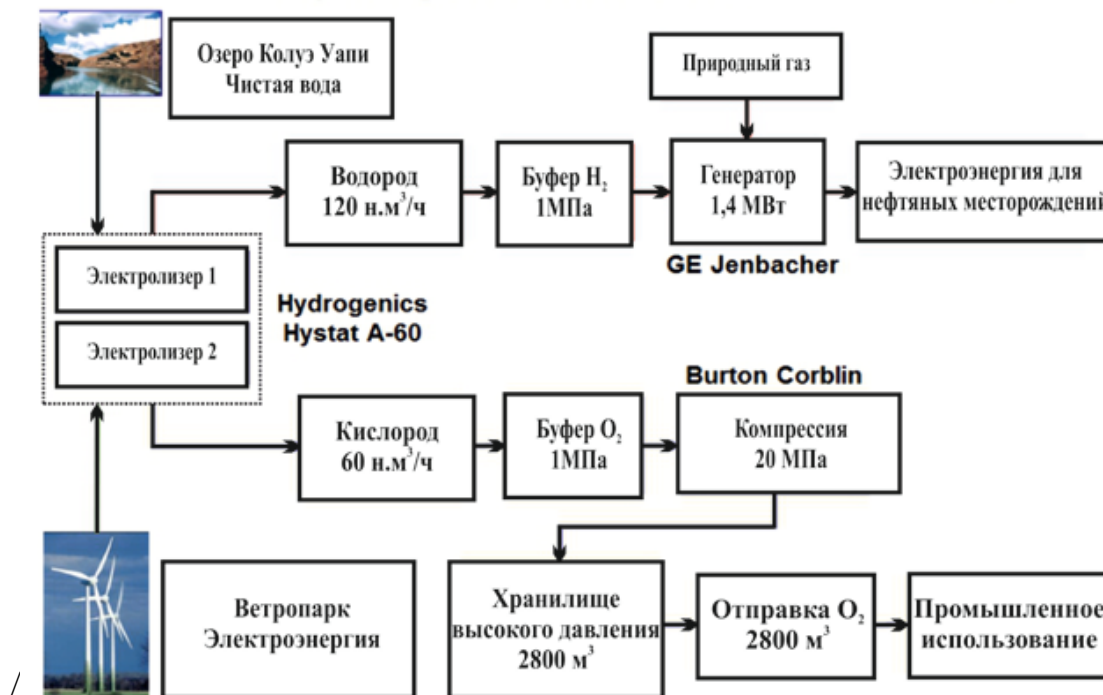 Озеро Колуэ Уапи
Чистая вода
Природный газ
Водород
120 н.м³/ч
Буфер H₂
1МПа
Генератор
1,4 МВт
Электроэнергия для
нефтяных месторождений
GE Jenbacher
Электролизер 1
Электролизер 2
Hydrogenics
Hystat A-60
Burton Corblin
Кислород
60 н.м³/ч
Буфер O₂
1МПа
Компрессия
20 МПа
Ветропарк
Электроэнергия
Хранилище
высокого давления
2800 м³
Отправка O₂
2800 м³
Промышленное
использование